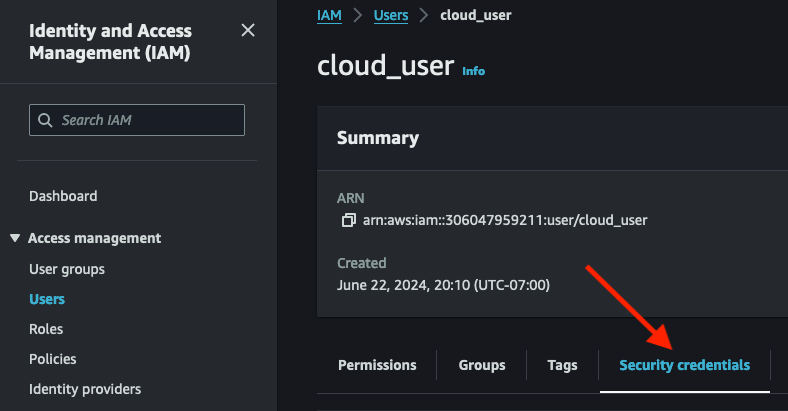 Identity and Access
Management (IAM)
Search IAM
Dashboard
Access management
User groups
Users
Roles
Policies
Identity providers
IAM > Users > cloud_user
cloud_user Info
Summary
ARN
arn:aws:iam::306047959211:user/cloud_user
Created
June 22, 2024, 20:10 (UTC-07:00)
Permissions Groups Tags Security credentials